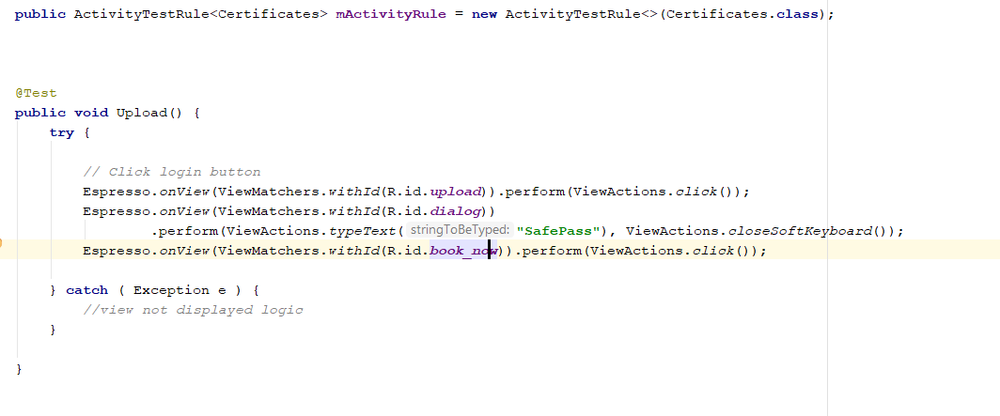 public ActivityTestRule<Certificates> mActivityRule = new ActivityTestRule<>(Certificates.class);
@Test
public void Upload() {
try {
// Click login button
Espresso.onView(ViewMatchers.withId(R.id.upload)).perform(ViewActions.click());
Espresso.onView(ViewMatchers.withId(R.id.dialog))
.perform(ViewActions.typeText( stringToBeTyped: "SafePass"), ViewActions.closeSoftKeyboard());
Espresso.onView(ViewMatchers.withId(R.id.book_now)).perform(ViewActions.click());
} catch ( Exception e ) {
//view not displayed logic
}
}